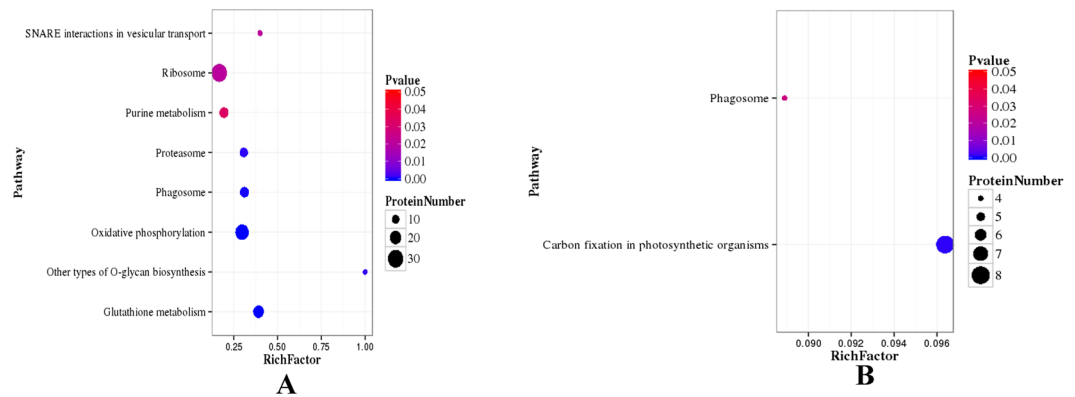 SNARE interactions in vesicular transport
Ribosome
Purine metabolism
Proteasome
Phagosome
Oxidative phosphorylation
Other types of O-glycan biosynthesis
Glutathione metabolism
Pathway
0.25 0.50 0.75 1.00
RichFactor
A
Pvalue
0.05
0.04
0.03
0.02
0.01
0.00
ProteinNumber
10
20
30
Phagosome
Carbon fixation in photosynthetic organisms
Pathway
0.090 0.092 0.094 0.096
RichFactor
B
Pvalue
0.05
0.04
0.03
0.02
0.01
0.00
ProteinNumber
4
5
6
7
8